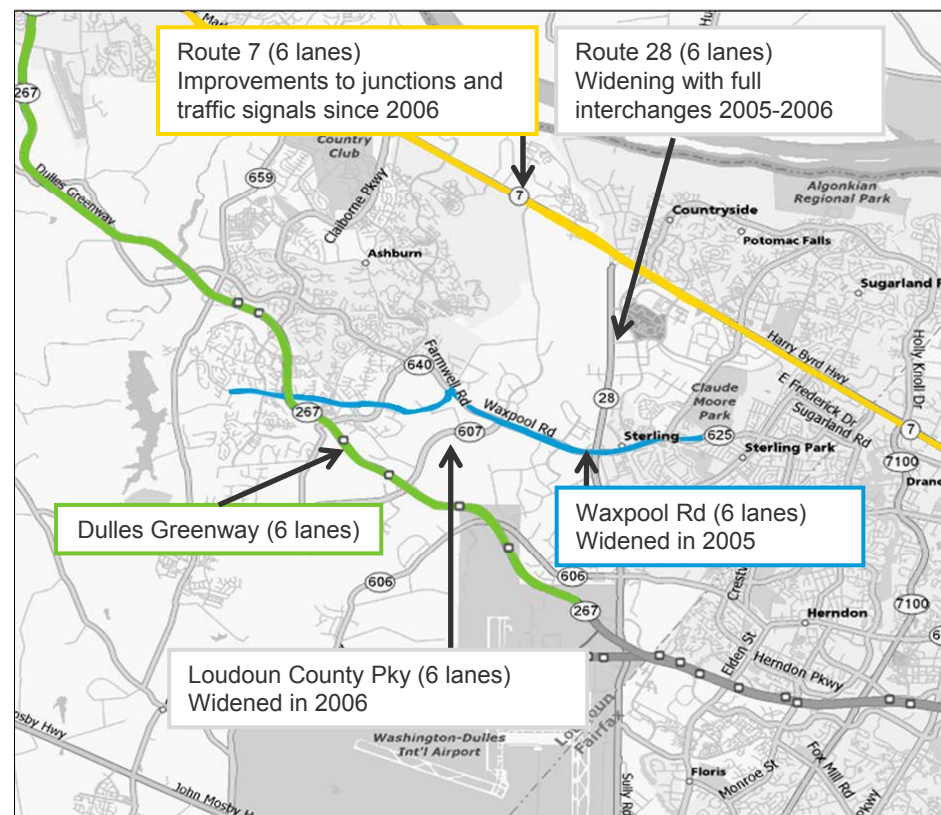 Route 7 (6 lanes)
Improvements to junctions and
traffic signals since 2006
Route 28 (6 lanes)
Widening with full
interchanges 2005-2006
267
Dulles Greenway
659
Country
Club
Claiborne Pkwy
Ashburn
7
Algonkian
Regional Park
Countryside
Potomac Falls
Harry Byrd Hwy
Holly Knoll Dr
640
Farmwell Rd
Waxpool Rd
28
Claude
Moore
Park
E Frederick Dr
Sugarland Rd
7
267
607
Sterling
625
Sterling Park
7100
Dulles Greenway (6 lanes)
Waxpool Rd (6 lanes)
Widened in 2005
606
606
267
7100
Herndon
Elden St
Herndon Pkwy
Loudoun County Pky (6 lanes)
Widened in 2006
Fairfax
Washington-Dulles
Int'l Airport
John Mosby Hwy
Sully Rd
Floris
Monroe St
Fox Mill Rd